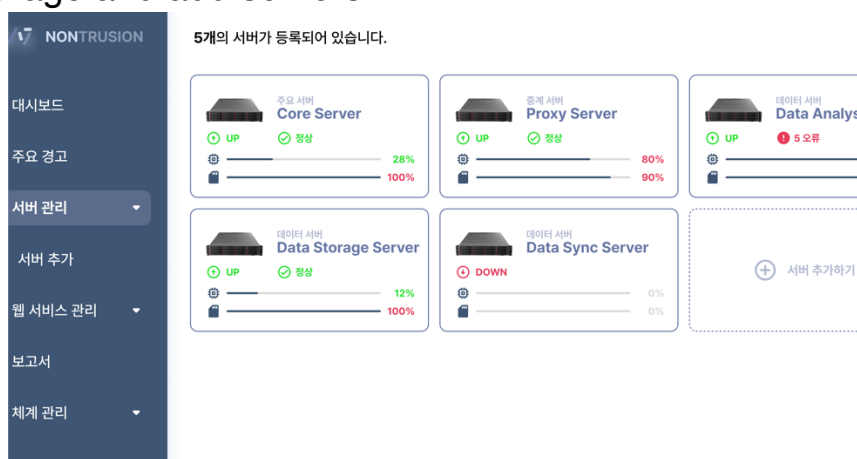 NONTRUSION
대시보드
주요 경고
서버 관리
서버 추가
웹 서비스 관리
보고서
체계 관리
5개의 서버가 등록되어 있습니다.
주요 서버
Core Server
UP 정상
28%
100%
중계 서버
Proxy Server
UP 정상
80%
90%
데이터 서버
Data Analys
UP 5 오류
데이터 서버
Data Storage Server
UP 정상
12%
100%
데이터 서버
Data Sync Server
DOWN
0%
0%
서버 추가하기